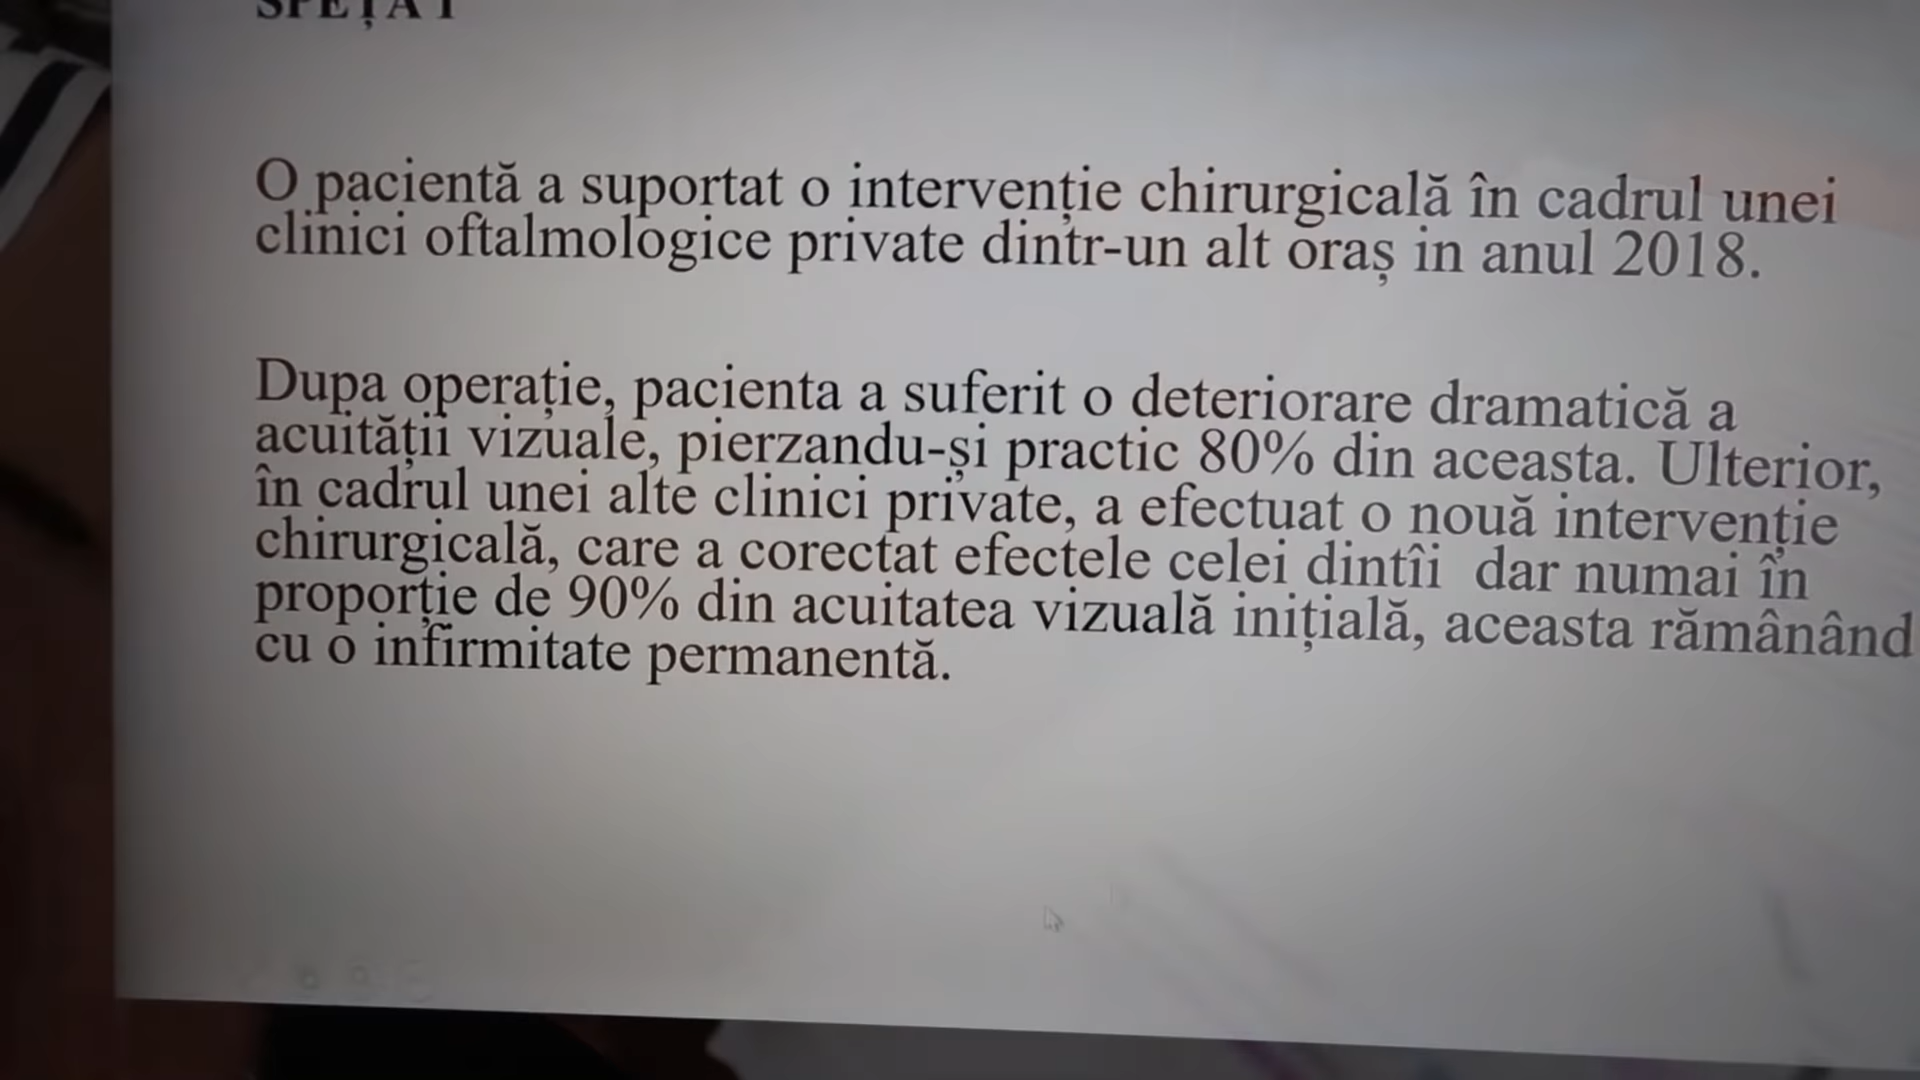 SPEȚA 1
O pacientă a suportat o intervenție chirurgicală în cadrul unei
clinici oftalmologice private dintr-un alt oraș in anul 2018.
Dupa operație, pacienta a suferit o deteriorare dramatică a
acuității vizuale, pierzandu-și practic 80% din aceasta. Ulterior,
în cadrul unei alte clinici private, a efectuat o nouă intervenție
chirurgicală, care a corectat efectele celei dintîi dar numai în
proporție de 90% din acuitatea vizuală inițială, aceasta rămânând
cu o infirmitate permanentă.